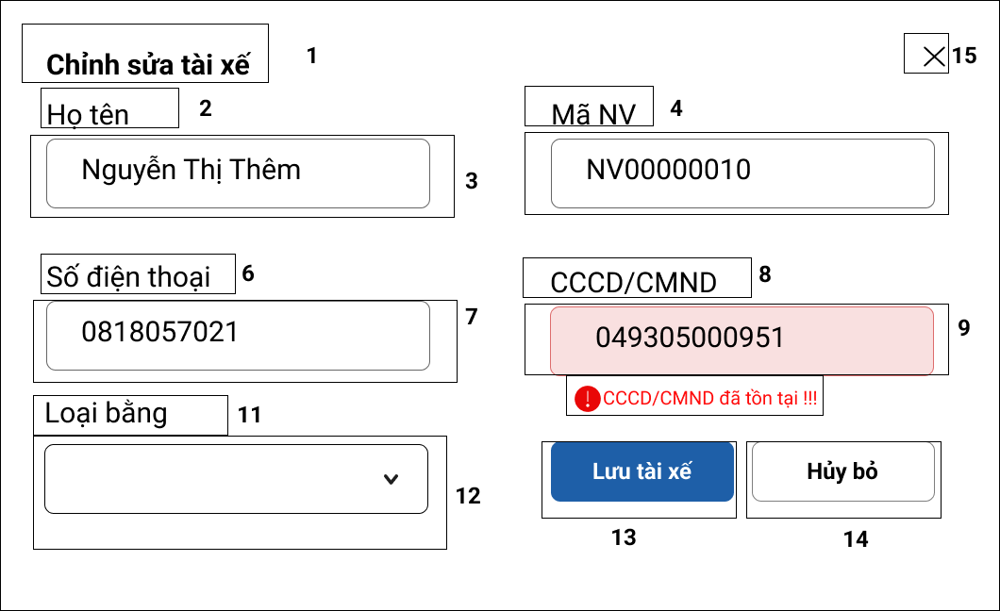 Chỉnh sửa tài xế
1
15
Họ tên
2
Mã NV
4
Nguyễn Thị Thêm
3
NV00000010
Số điện thoại
6
CCCD/CMND
8
0818057021
7
049305000951
9
! CCCD/CMND đã tồn tại !!!
Loại bằng
11
12
Lưu tài xế
Hủy bỏ
13
14